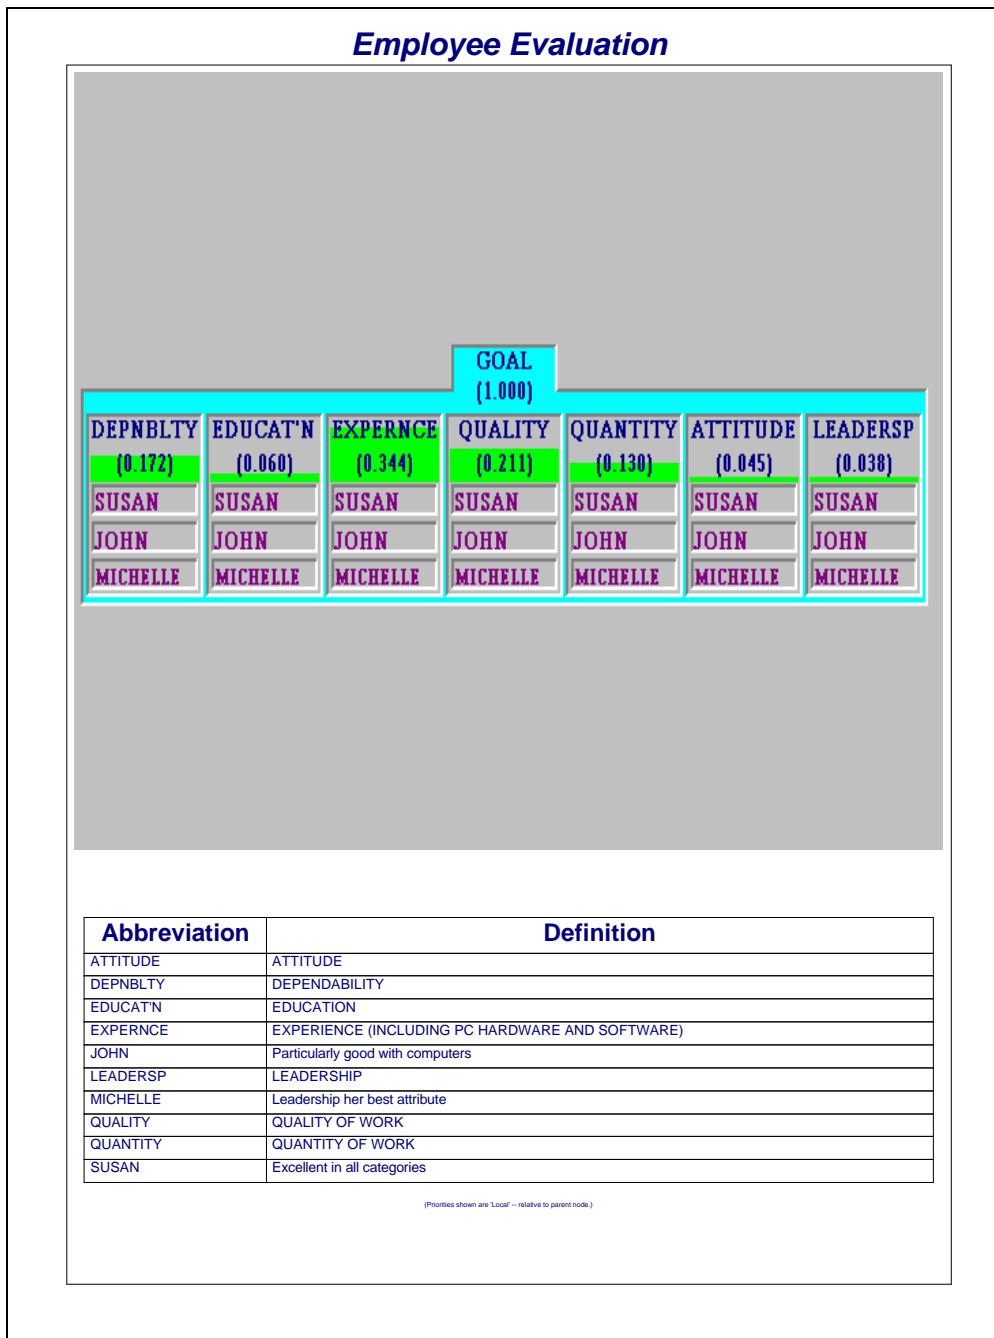 Employee Evaluation
GOAL
(1.000)
DEPNBLTY EDUCAT'N EXPERNCE QUALITY QUANTITY ATTITUDE LEADERSP
(0.172) (0.060) (0.344) (0.211) (0.130) (0.045) (0.038)
SUSAN SUSAN SUSAN SUSAN SUSAN SUSAN SUSAN
JOHN JOHN JOHN JOHN JOHN JOHN JOHN
MICHELLE MICHELLE MICHELLE MICHELLE MICHELLE MICHELLE MICHELLE
Abbreviation Definition
ATTITUDE ATTITUDE
DEPNBLTY DEPENDABILITY
EDUCAT'N EDUCATION
EXPERNCE EXPERIENCE (INCLUDING PC HARDWARE AND SOFTWARE)
JOHN Particularly good with computers
LEADERSP LEADERSHIP
MICHELLE Leadership her best attribute
QUALITY QUALITY OF WORK
QUANTITY QUANTITY OF WORK
SUSAN Excellent in all categories
(Priorities shown are 'Local' -- relative to parent node.)